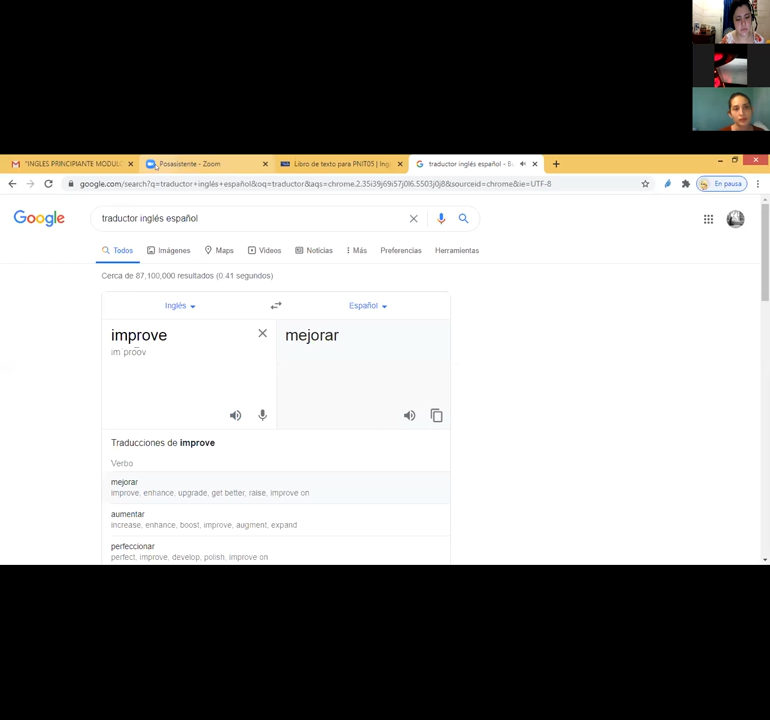 "INGLES PRINCIPIANTE MODULO
Posasistente - Zoom
Libro de texto para PNIT05 | Ing
traductor inglés español - B
google.com/search?q=traductor+inglés+español&oq=traductor&aqs=chrome.2.35i39j69i57j0l6.5503j0j8&sourceid=chrome&ie=UTF-8
En pausa
Google
traductor inglés español
Todos
Imágenes
Maps
Videos
Noticias
Más
Preferencias
Herramientas
Cerca de 87,100,000 resultados (0.41 segundos)
Inglés
Español
improve
mejorar
imˈpro͞ov
Traducciones de improve
Verbo
mejorar
improve, enhance, upgrade, get better, raise, improve on
aumentar
increase, enhance, boost, improve, augment, expand
perfeccionar
perfect, improve, develop, polish, improve on